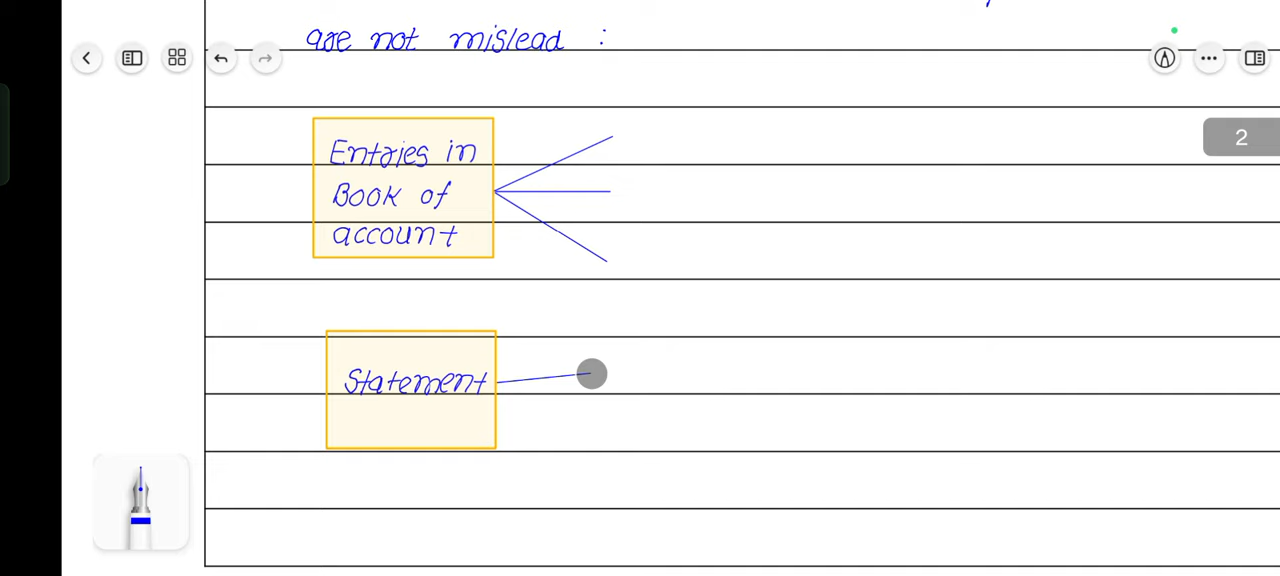 are not mislead :
2
Entries in
Book of
account
Statement